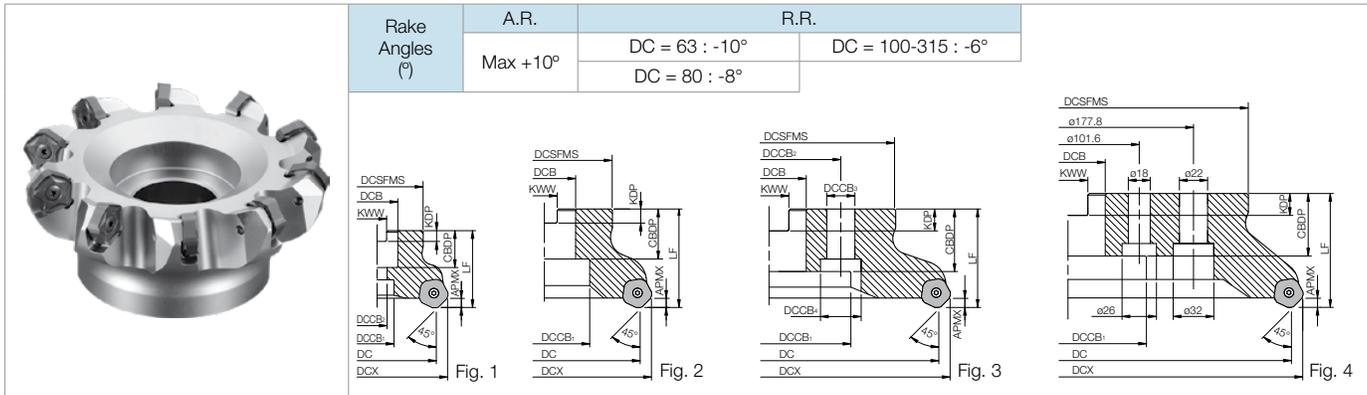 Rake
Angles
(º)
A.R.
R.R.
Max +10º
DC = 63 : -10°
DC = 100-315 : -6°
DC = 80 : -8°
DCSFMS
DCB
KWW
KDP
CBDP
LF
APMX
DCCB2
DCCB1
45°
DC
DCX
Fig. 1
DCSFMS
DCB
KWW
KDP
CBDP
LF
APMX
DCCB1
45°
DC
DCX
Fig. 2
DCSFMS
DCCB2
DCB
KWW
DCCB3
KDP
CBDP
LF
APMX
DCCB4
DCCB1
45°
DC
DCX
Fig. 3
DCSFMS
ø177.8
ø101.6
DCB
KWW
ø18
ø22
KDP
CBDP
LF
APMX
ø26
ø32
45°
DCCB1
DC
DCX
Fig. 4